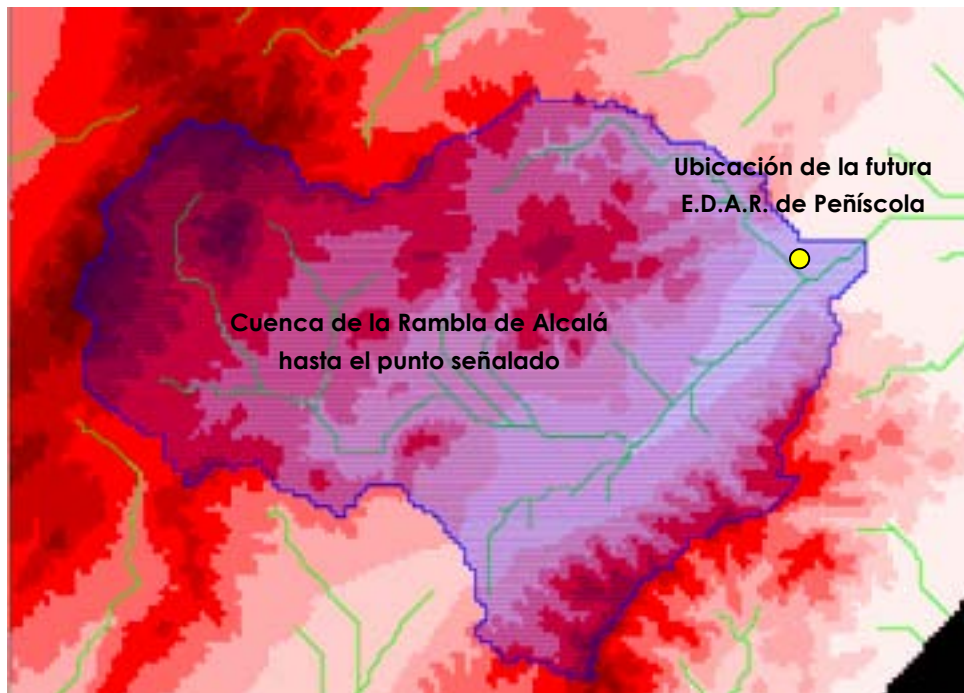 Ubicación de la futura
E.D.A.R. de Peñíscola
Cuenca de la Rambla de Alcalá
hasta el punto señalado